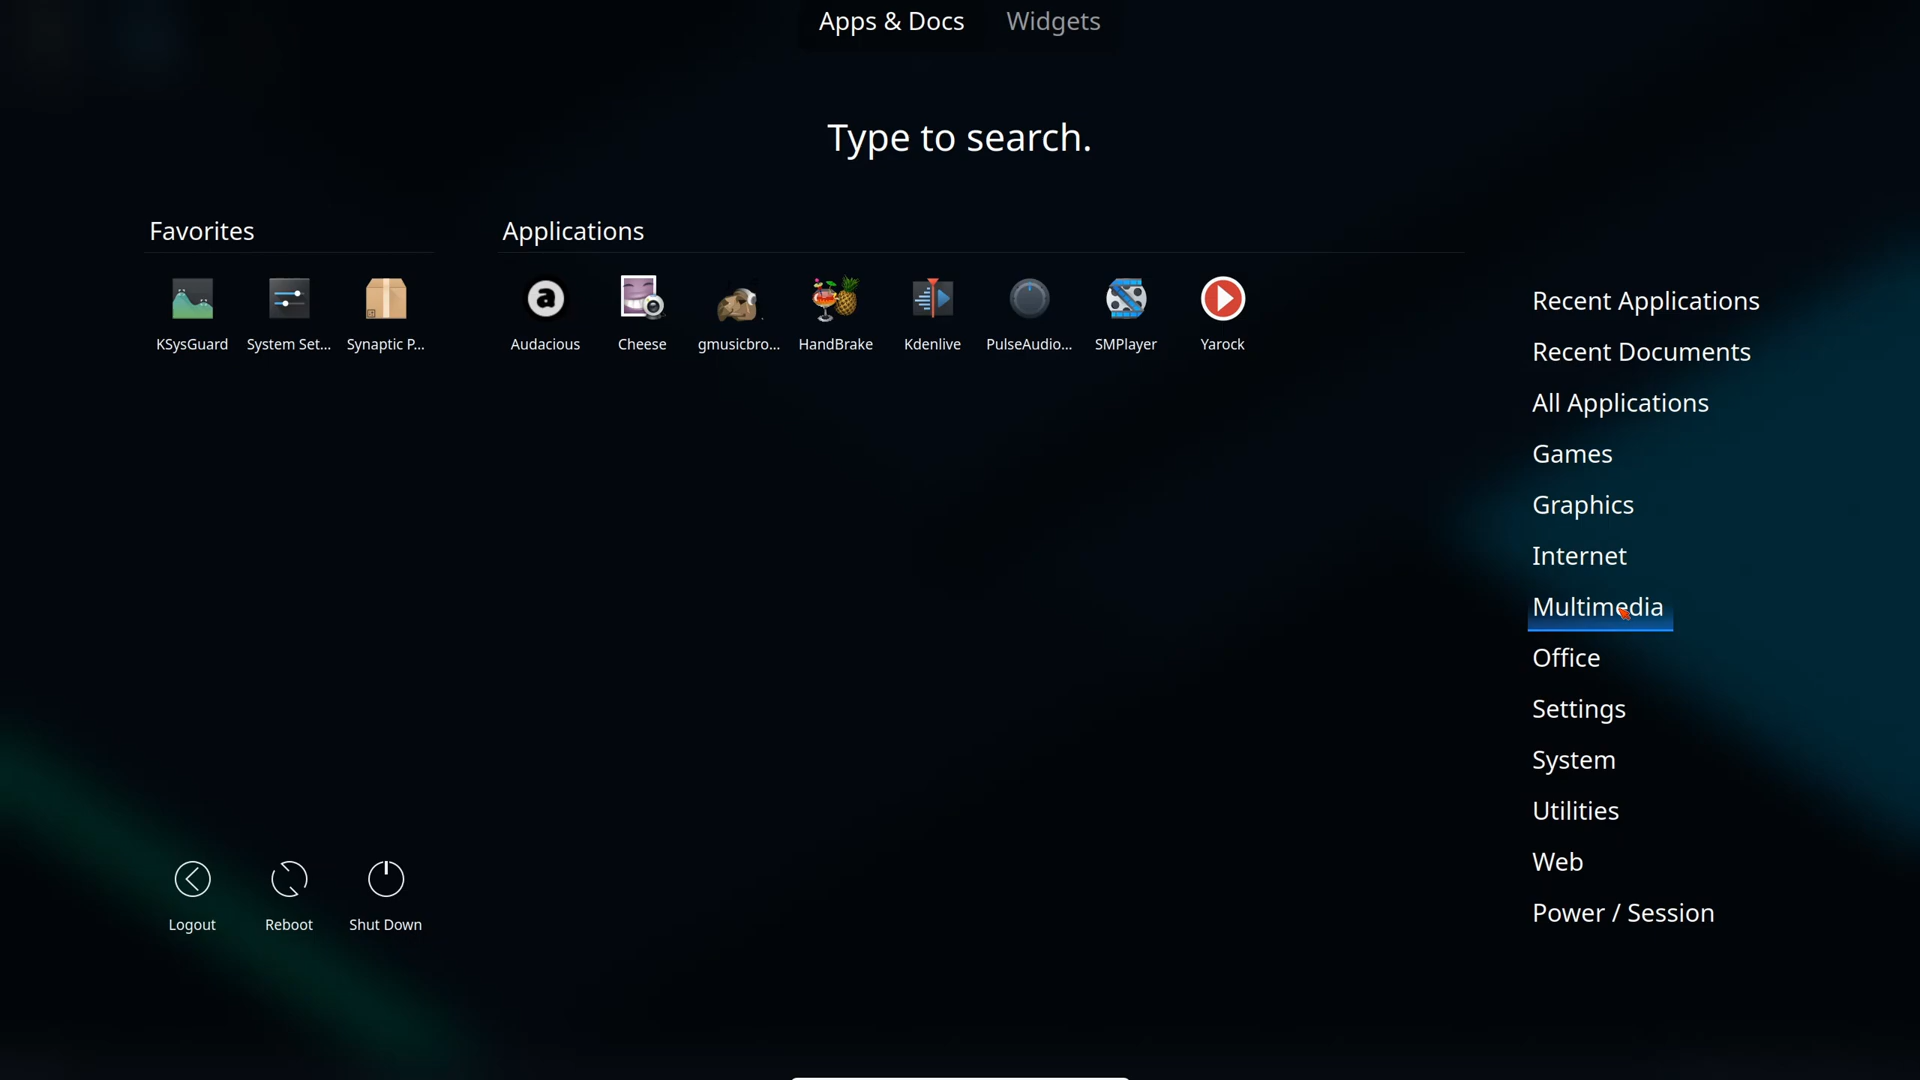 Apps & Docs Widgets
Type to search.
Favorites
KSysGuard System Set... Synaptic P...
Applications
Audacious Cheese gmusicbro... HandBrake Kdenlive PulseAudio... SMPlayer Yarock
Recent Applications
Recent Documents
All Applications
Games
Graphics
Internet
Multimedia
Office
Settings
System
Utilities
Web
Power / Session
Logout Reboot Shut Down